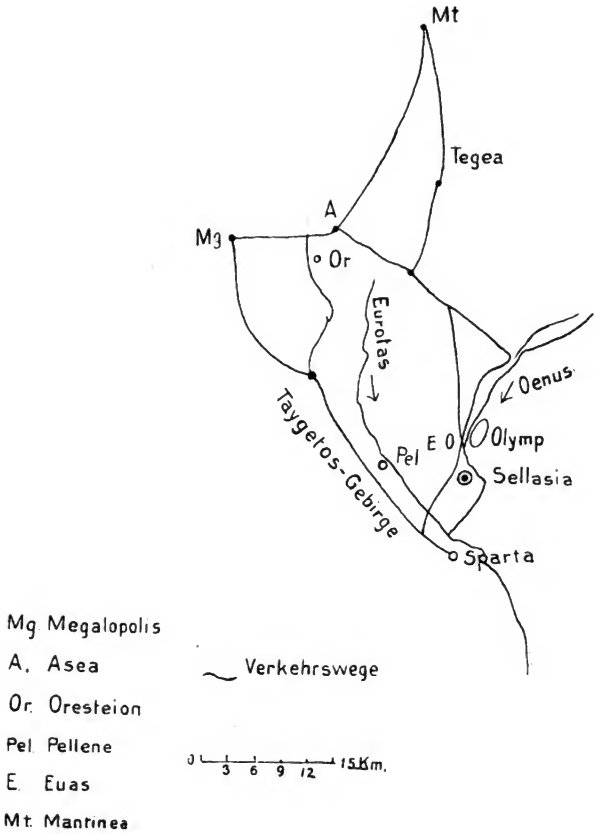 Mt
Tegea
A
Mg
Or
Eurotas
Oenus
Taygetos-Gebirge
Pel
E.O
Olymp
Sellasia
Sparta
Mg. Megalopolis
A. Asea
Verkehrswege
Or. Oresteion
Pel. Pellene
0 3 6 9 12 15 Km.
E. Euas
Mt. Mantinea